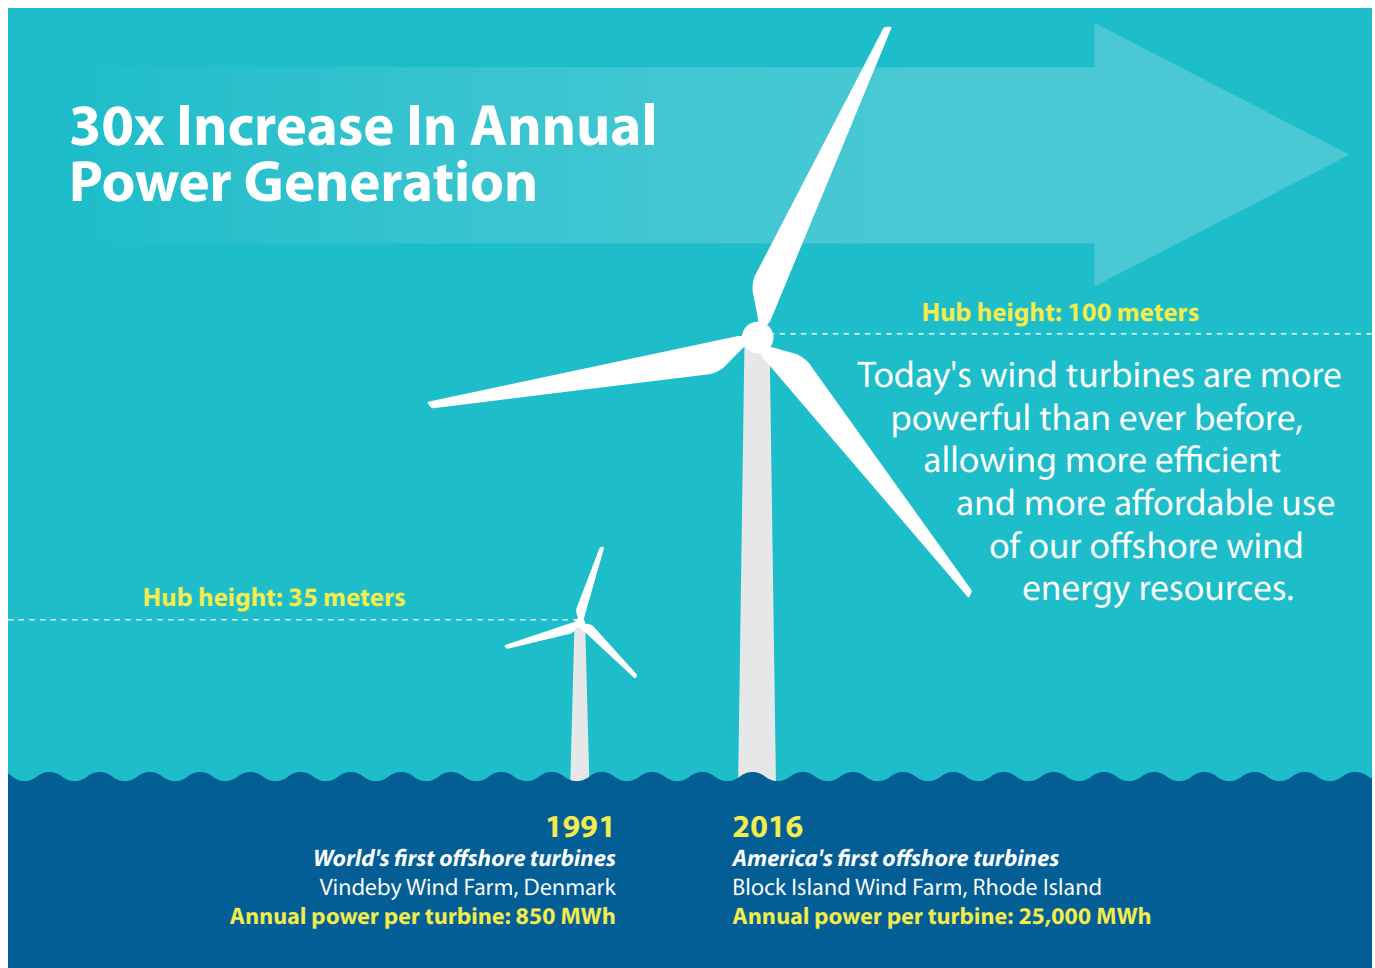 30x Increase In Annual
Power Generation
Hub height: 100 meters
Today's wind turbines are more
powerful than ever before,
allowing more efficient
and more affordable use
of our offshore wind
energy resources.
Hub height: 35 meters
1991
World's first offshore turbines
Vindeby Wind Farm, Denmark
Annual power per turbine: 850 MWh
2016
America's first offshore turbines
Block Island Wind Farm, Rhode Island
Annual power per turbine: 25,000 MWh